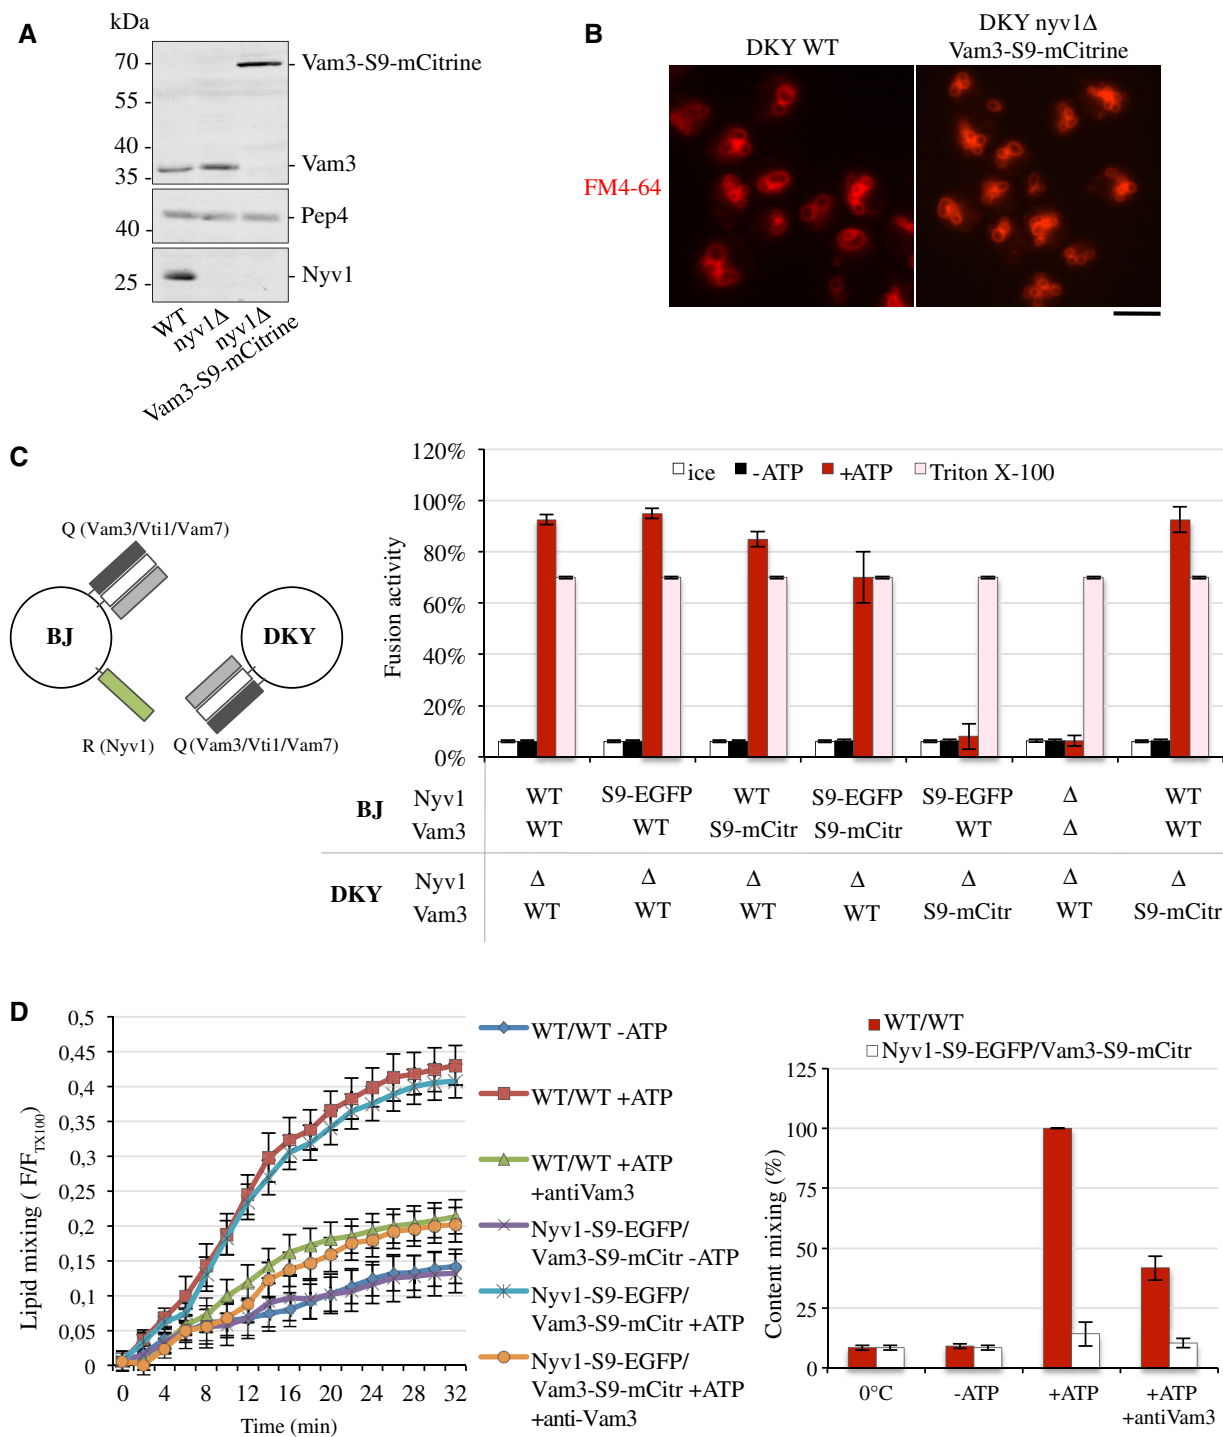 A
kDa
70
55
40
35
40
25
Vam3-S9-mCitrine
Vam3
Pep4
Nyv1
WT
nyv1Δ
nyv1Δ
Vam3-S9-mCitrine
B
DKY WT
DKY nyv1Δ
Vam3-S9-mCitrine
FM4-64
C
Q (Vam3/Vti1/Vam7)
BJ
DKY
R (Nyv1)
Q (Vam3/Vti1/Vam7)
Fusion activity
120%
100%
80%
60%
40%
20%
0%
ice -ATP +ATP Triton X-100
BJ
Nyv1 WT S9-EGFP WT S9-EGFP S9-EGFP Δ WT
Vam3 WT WT S9-mCitr S9-mCitr WT Δ WT
DKY
Nyv1 Δ Δ Δ Δ Δ Δ Δ
Vam3 WT WT WT WT S9-mCitr WT S9-mCitr
D
Lipid mixing ( F/F_TX100)
0,5
0,45
0,4
0,35
0,3
0,25
0,2
0,15
0,1
0,05
0
0 4 8 12 16 20 24 28 32
Time (min)
WT/WT -ATP
WT/WT +ATP
WT/WT +ATP
+antiVam3
Nyv1-S9-EGFP/
Vam3-S9-mCitr -ATP
Nyv1-S9-EGFP/
Vam3-S9-mCitr +ATP
Nyv1-S9-EGFP/
Vam3-S9-mCitr +ATP
+anti-Vam3
WT/WT
Nyv1-S9-EGFP/Vam3-S9-mCitr
Content mixing (%)
125
100
75
50
25
0
0°C -ATP +ATP +ATP
+antiVam3